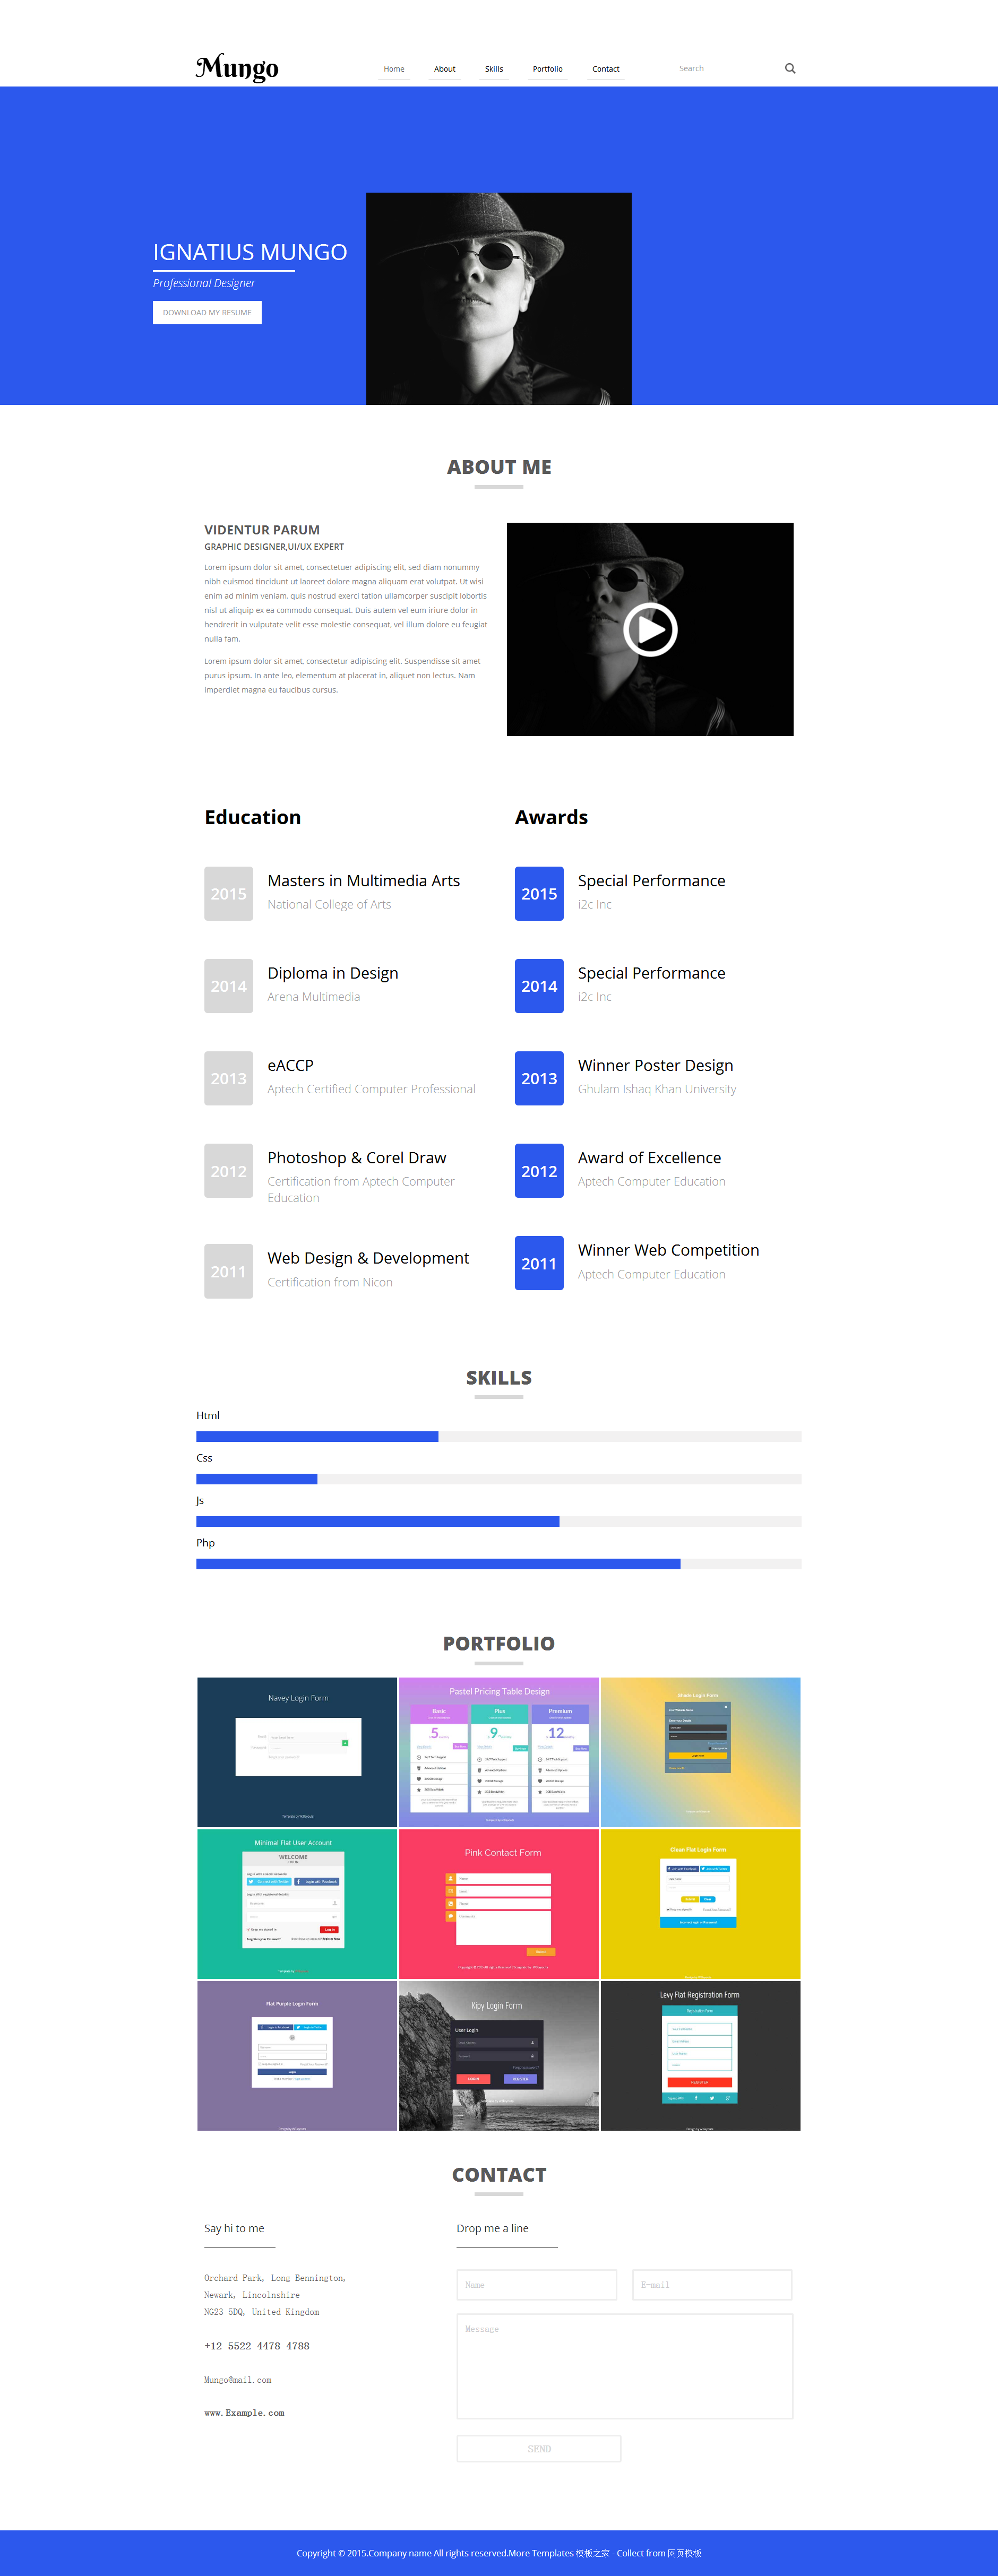 Mungo
Home About Skills Portfolio Contact Search
IGNATIUS MUNGO
Professional Designer
DOWNLOAD MY RESUME
ABOUT ME
VIDENTUR PARUM
GRAPHIC DESIGNER,UI/UX EXPERT
Lorem ipsum dolor sit amet, consectetuer adipiscing elit, sed diam nonummy
nibh euismod tincidunt ut laoreet dolore magna aliquam erat volutpat. Ut wisi
enim ad minim veniam, quis nostrud exerci tation ullamcorper suscipit lobortis
nisl ut aliquip ex ea commodo consequat. Duis autem vel eum iriure dolor in
hendrerit in vulputate velit esse molestie consequat, vel illum dolore eu feugiat
nulla fam.
Lorem ipsum dolor sit amet, consectetur adipiscing elit. Suspendisse sit amet
purus ipsum. In ante leo, elementum at placerat in, aliquet non lectus. Nam
imperdiet magna eu faucibus cursus.
Education
2015
Masters in Multimedia Arts
National College of Arts
2014
Diploma in Design
Arena Multimedia
2013
eACCP
Aptech Certified Computer Professional
2012
Photoshop & Corel Draw
Certification from Aptech Computer
Education
2011
Web Design & Development
Certification from Nicon
Awards
2015
Special Performance
i2c Inc
2014
Special Performance
i2c Inc
2013
Winner Poster Design
Ghulam Ishaq Khan University
2012
Award of Excellence
Aptech Computer Education
2011
Winner Web Competition
Aptech Computer Education
SKILLS
Html
Css
Js
Php
PORTFOLIO
Navey Login Form
Pastel Pricing Table Design
Basic
Plus
Premium
5
9
12
Simple Login Form
Minimal Flat User Account
WELCOME
Log In
Pink Contact Form
Clean Flat Login Form
Flat Purple Login Form
Login
Kipy Login Form
User Login
LOGIN
REGISTER
Levy Flat Registration Form
Registration Form
REGISTER
CONTACT
Say hi to me
Orchard Park, Long Bennington,
Newark, Lincolnshire
NG23 5DQ, United Kingdom
+12 5522 4478 4788
Mungo@mail.com
www.Example.com
Drop me a line
Name
E-mail
Message
SEND
Copyright © 2015.Company name All rights reserved.More Templates 模板之家 - Collect from 网页模板